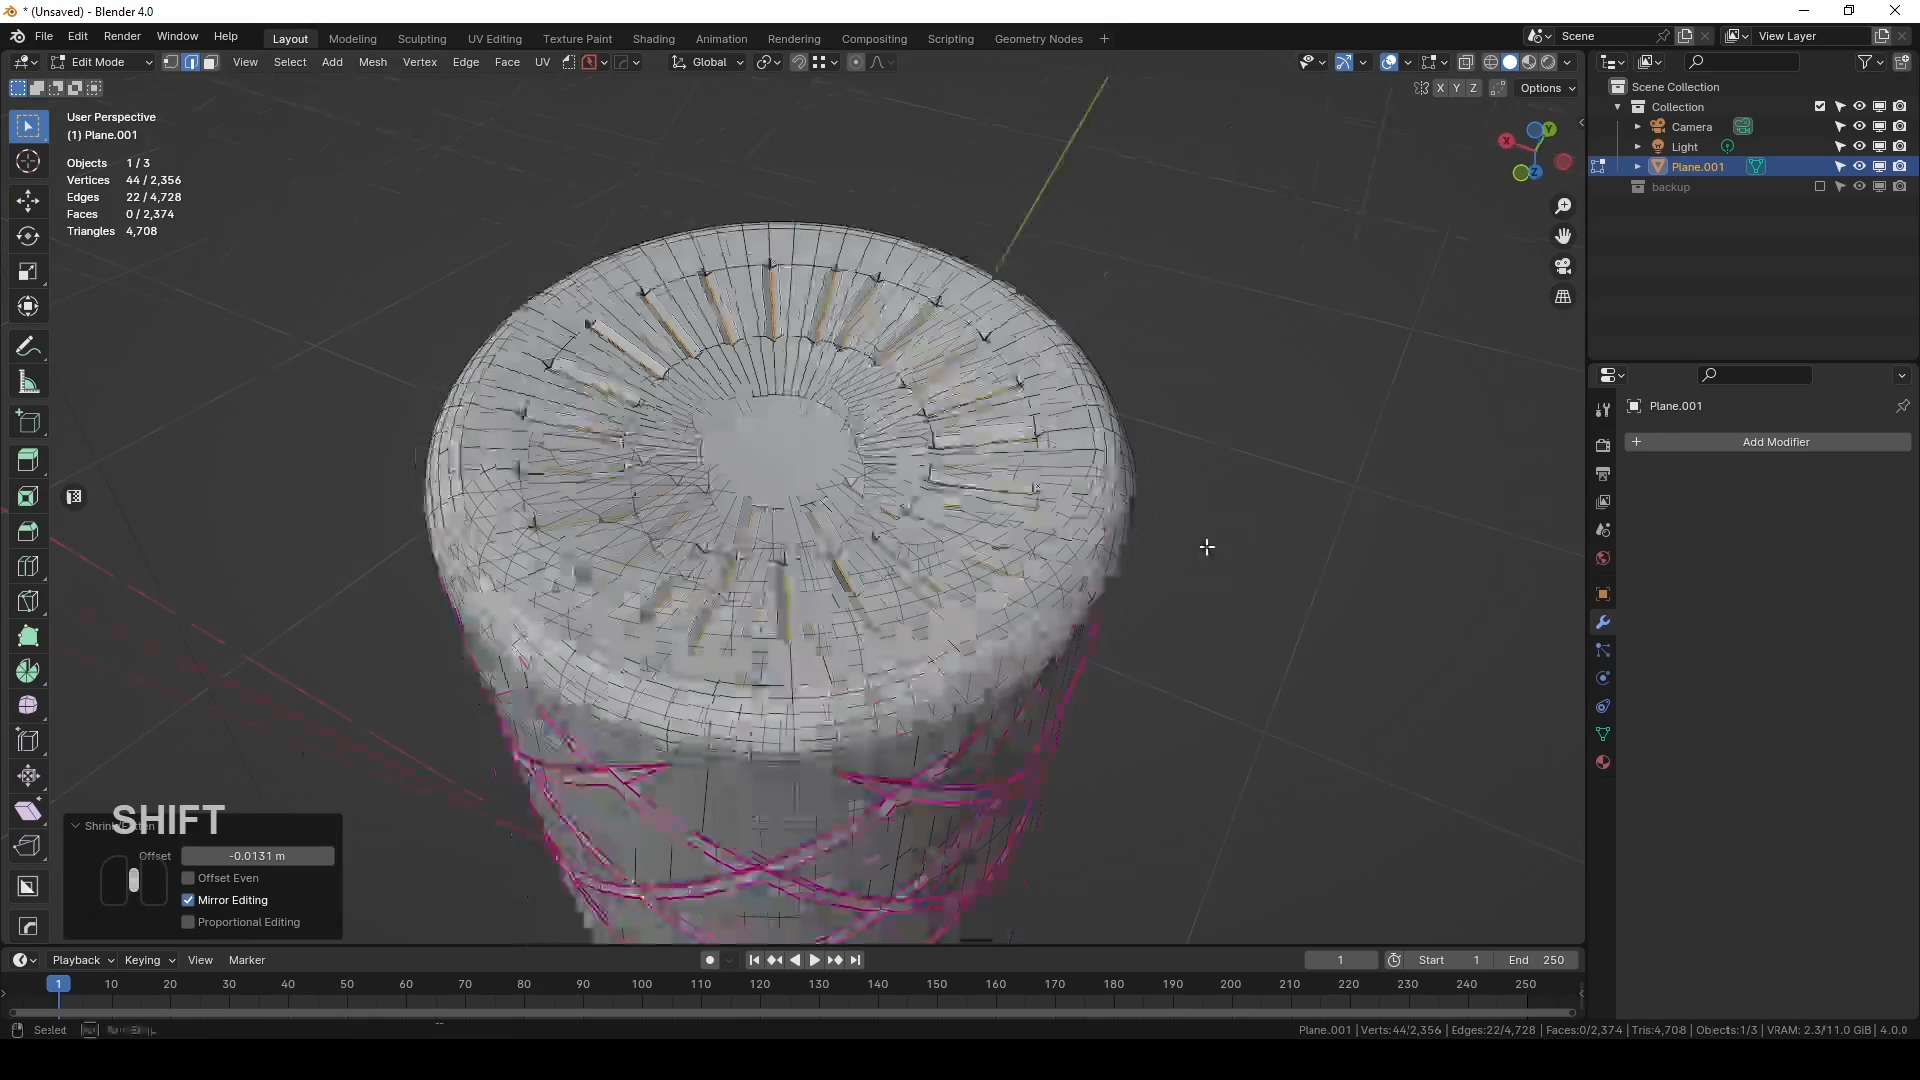 * (Unsaved) - Blender 4.0
File Edit Render Window Help
Layout Modeling Sculpting UV Editing Texture Paint Shading Animation Rendering Compositing Scripting Geometry Nodes +
Scene
View Layer
Edit Mode
View Select Add Mesh Vertex Edge Face UV
Global
X Y Z
Options
User Perspective
(1) Plane.001
Objects 1 / 3
Vertices 44 / 2,356
Edges 22 / 4,728
Faces 0 / 2,374
Triangles 4,708
X
Y
Z
Scene Collection
Collection
Camera
Light
Plane.001
backup
Plane.001
+ Add Modifier
SHIFT
Offset -0.0131 m
Offset Even
Mirror Editing
Proportional Editing
Playback Keying View Marker
1
Start 1
End 250
1 10 20 30 40 50 60 70 80 90 100 110 120 130 140 150 160 170 180 190 200 210 220 230 240 250
Select
Plane.001 | Verts:44/2,356 | Edges:22/4,728 | Faces:0/2,374 | Tris:4,708 | Objects:1/3 | VRAM: 2.3/11.0 GiB | 4.0.0